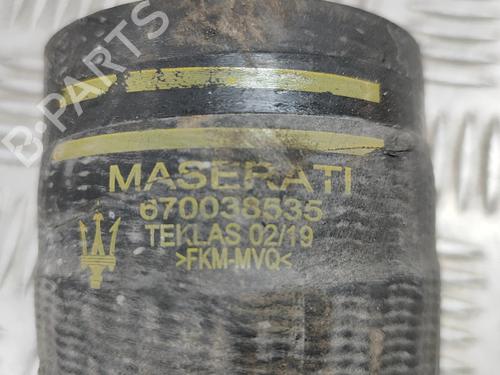 B-PARTS
MASERATI
670038535
TEKLAS 02/19
>FKM-MVQ<